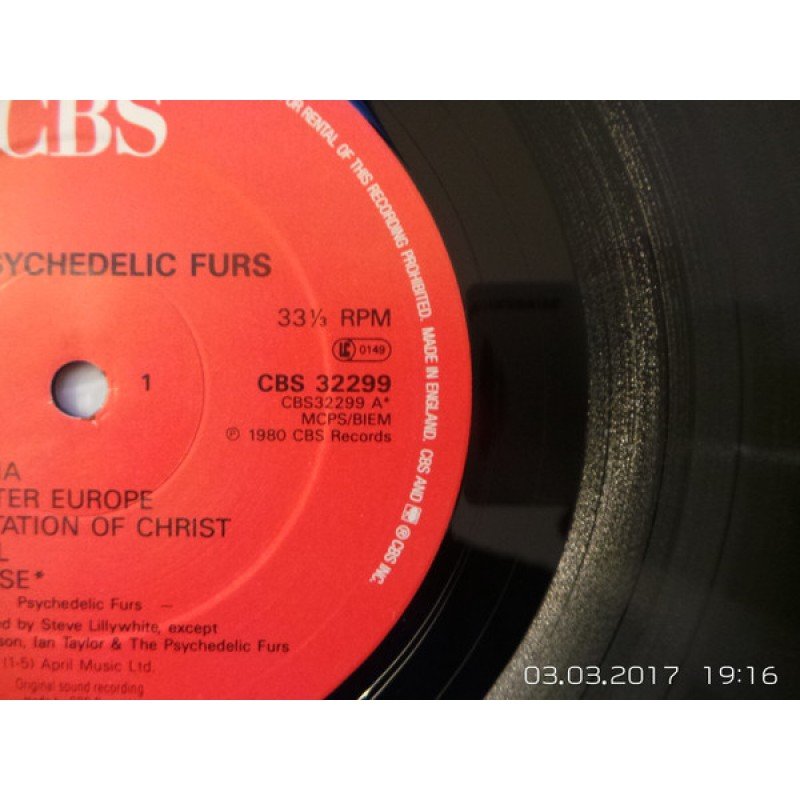 CBS
OR RENTAL OF THIS RECORDING PROHIBITED. MADE IN ENGLAND. CBS AND ® CBS INC.
SYCHEDELIC FURS
33⅓ RPM
LC 0149
1
CBS 32299
CBS32299 A*
MCPS/BIEM
℗ 1980 CBS Records
IA
TER EUROPE
TATION OF CHRIST
L
SE*
Psychedelic Furs —
ed by Steve Lillywhite, except
son, Ian Taylor & The Psychedelic Furs
(1-5) April Music Ltd.
Original sound recording
03.03.2017 19:16